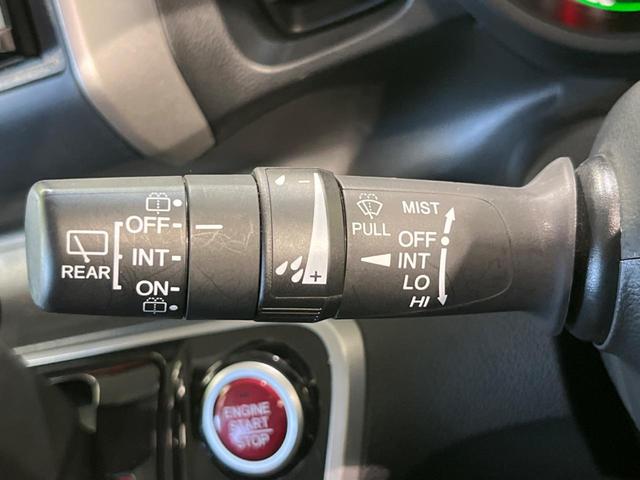 REAR
OFF
INT
ON
- 
+
PULL
MIST
OFF
INT
LO
HI
ENGINE
START
STOP